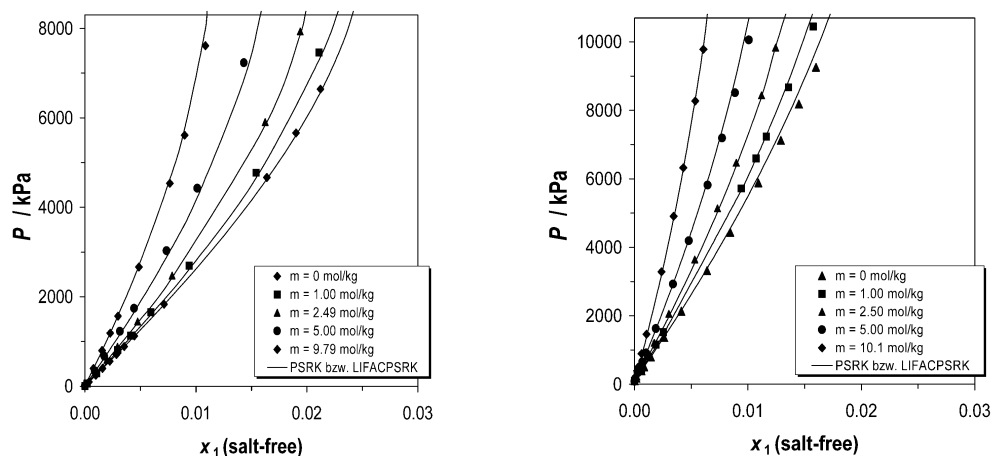 8000
6000
4000
2000
0
P / kPa
0.00
0.01
0.02
0.03
x1 (salt-free)
m = 0 mol/kg
m = 1.00 mol/kg
m = 2.49 mol/kg
m = 5.00 mol/kg
m = 9.79 mol/kg
PSRK bzw. LIFACPSRK
10000
8000
6000
4000
2000
0
P / kPa
0.00
0.01
0.02
0.03
x1 (salt-free)
m = 0 mol/kg
m = 1.00 mol/kg
m = 2.50 mol/kg
m = 5.00 mol/kg
m = 10.1 mol/kg
PSRK bzw. LIFACPSRK